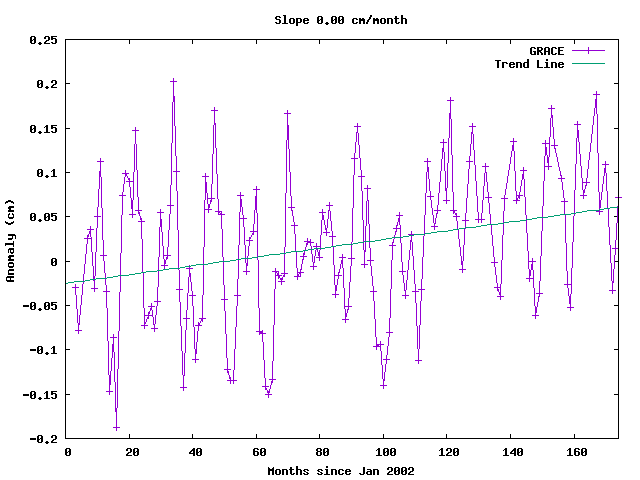 Slope 0.00 cm/month
GRACE
Trend Line
0.25
0.2
0.15
0.1
0.05
0
-0.05
-0.1
-0.15
-0.2
Anomaly (cm)
0 20 40 60 80 100 120 140 160
Months since Jan 2002